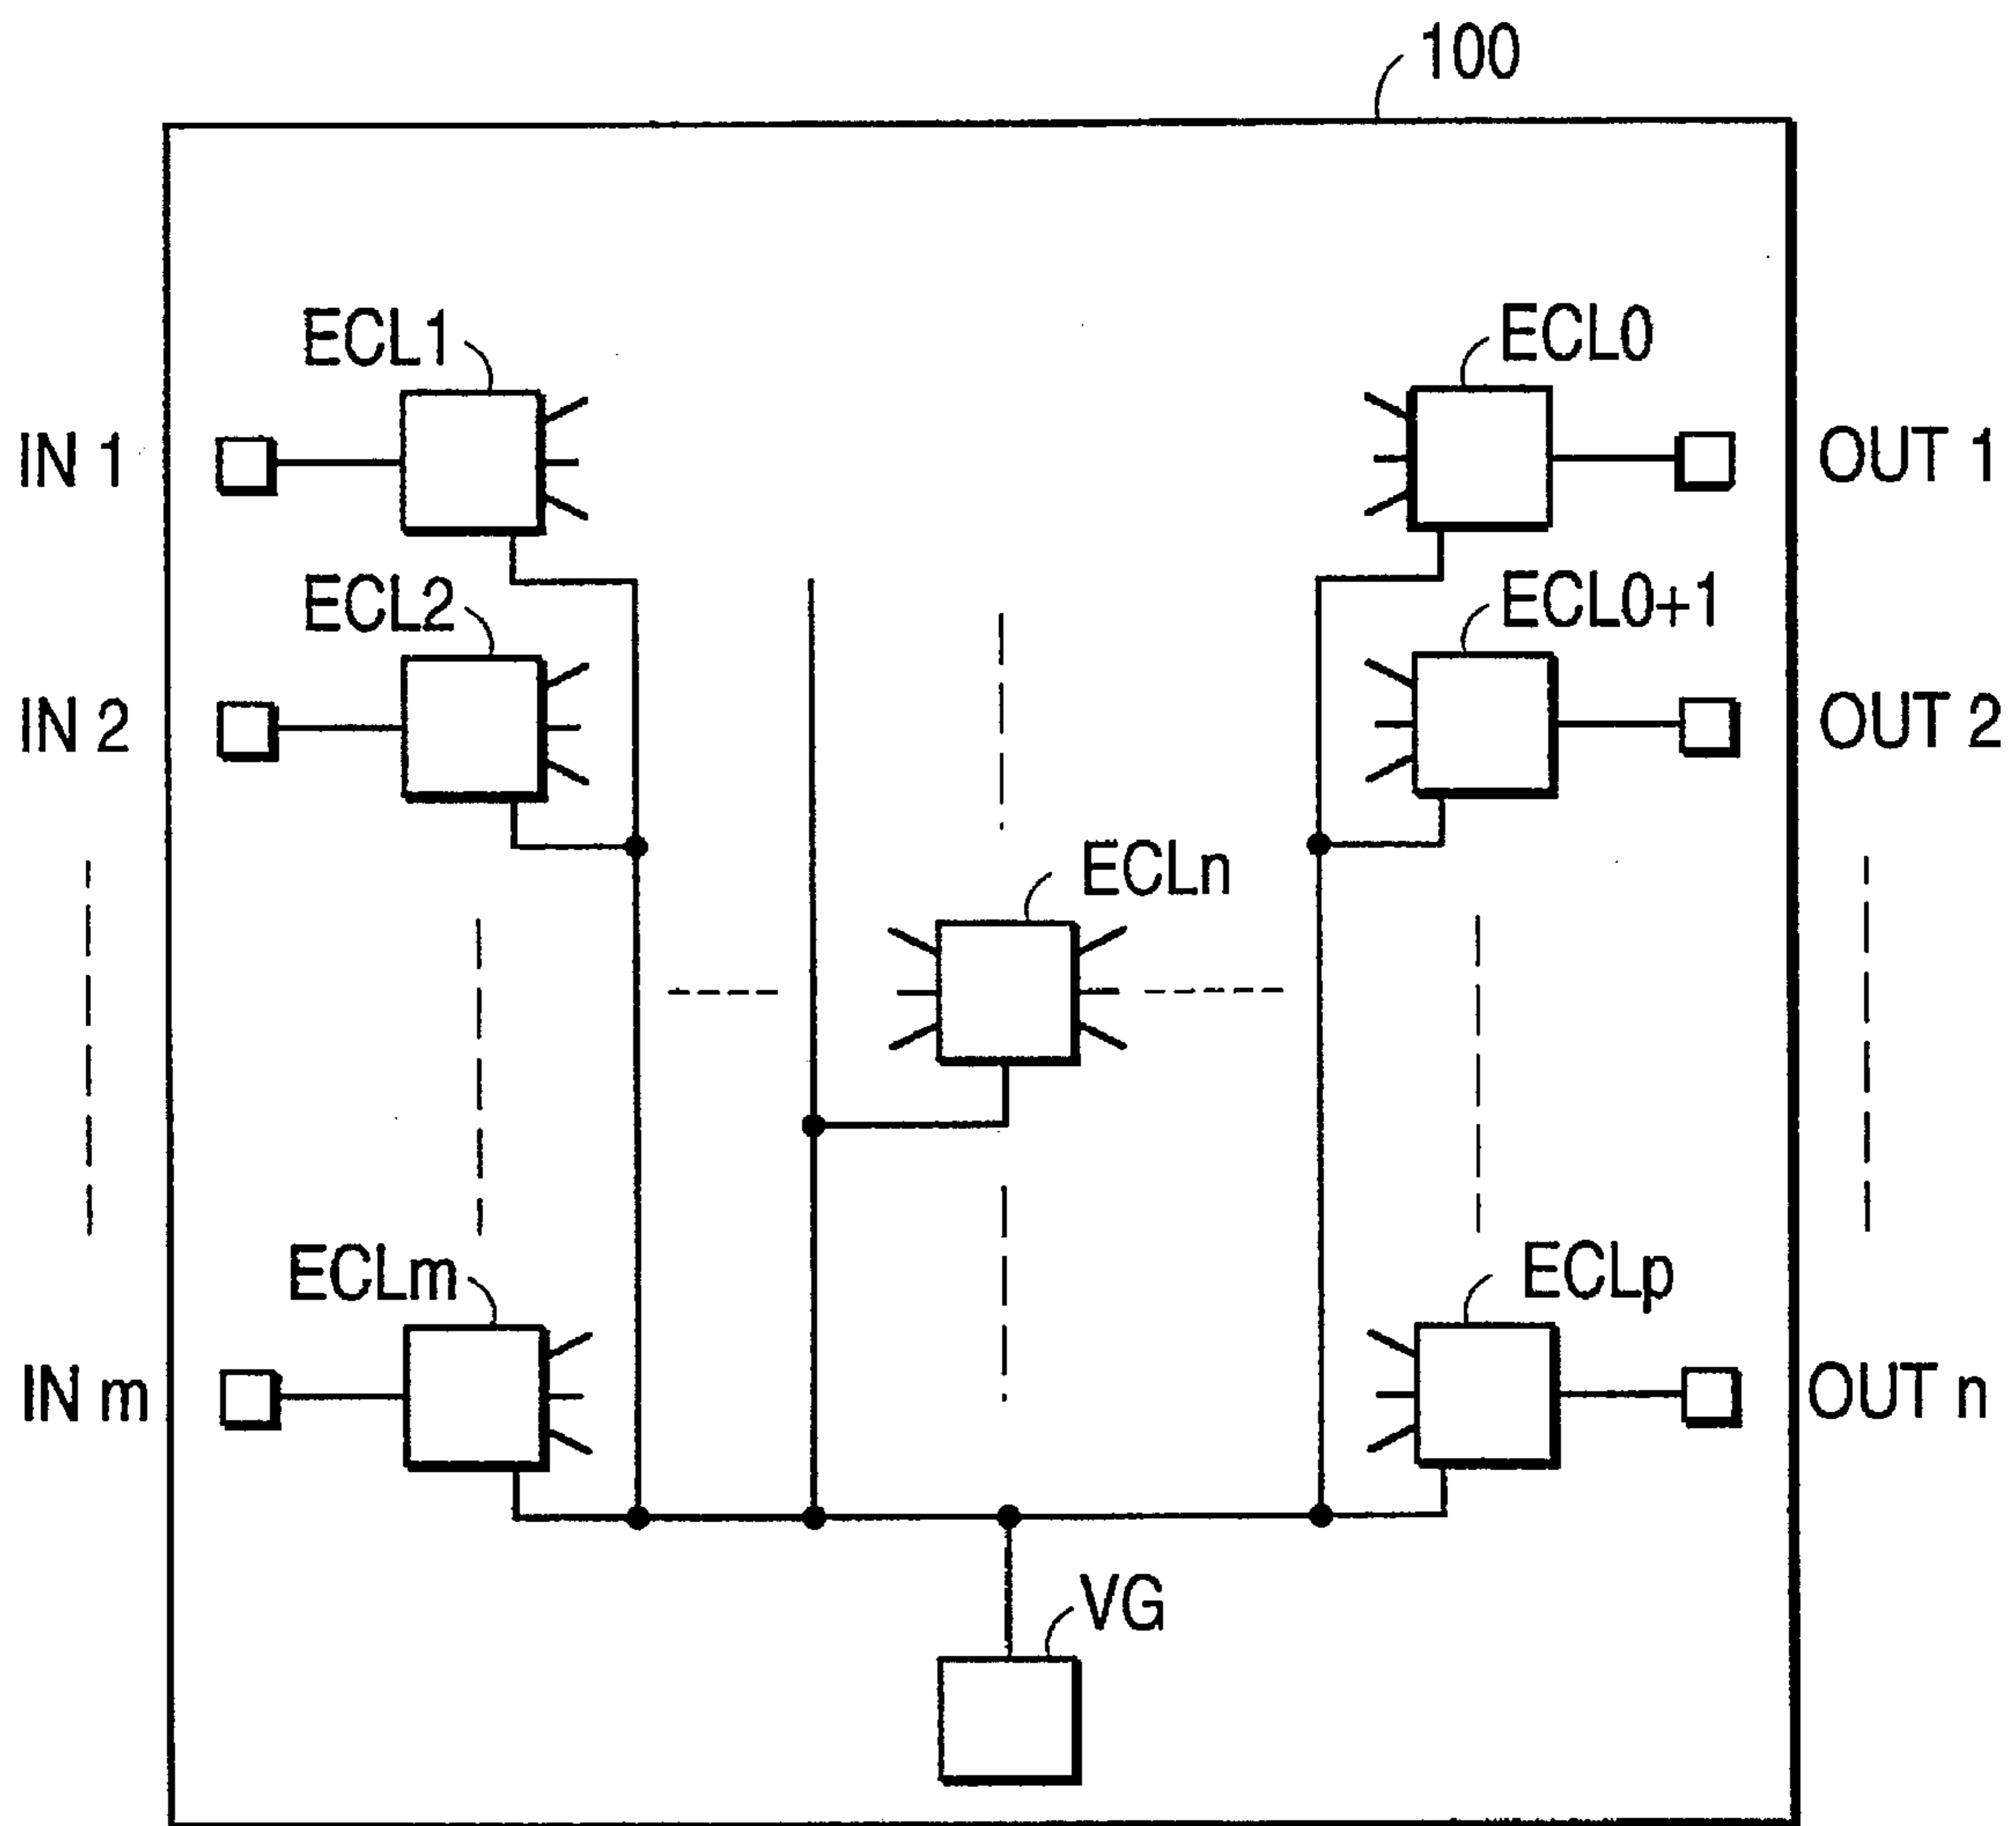 100
ECL1
ECL0
IN 1
OUT 1
ECL2
ECL0+1
IN 2
OUT 2
ECLn
ECLm
ECLp
IN m
OUT n
VG